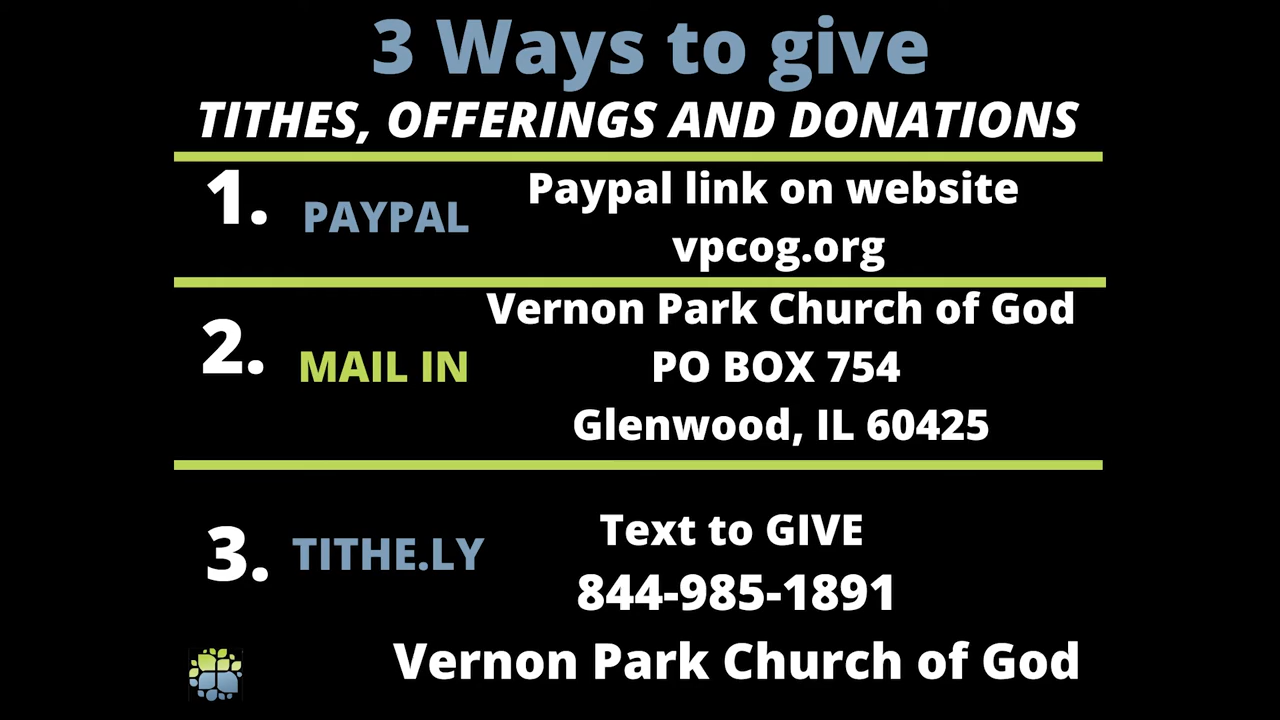 3 Ways to give
TITHES, OFFERINGS AND DONATIONS
1. PAYPAL
Paypal link on website
vpcog.org
2. MAIL IN
Vernon Park Church of God
PO BOX 754
Glenwood, IL 60425
3. TITHE.LY
Text to GIVE
844-985-1891
Vernon Park Church of God